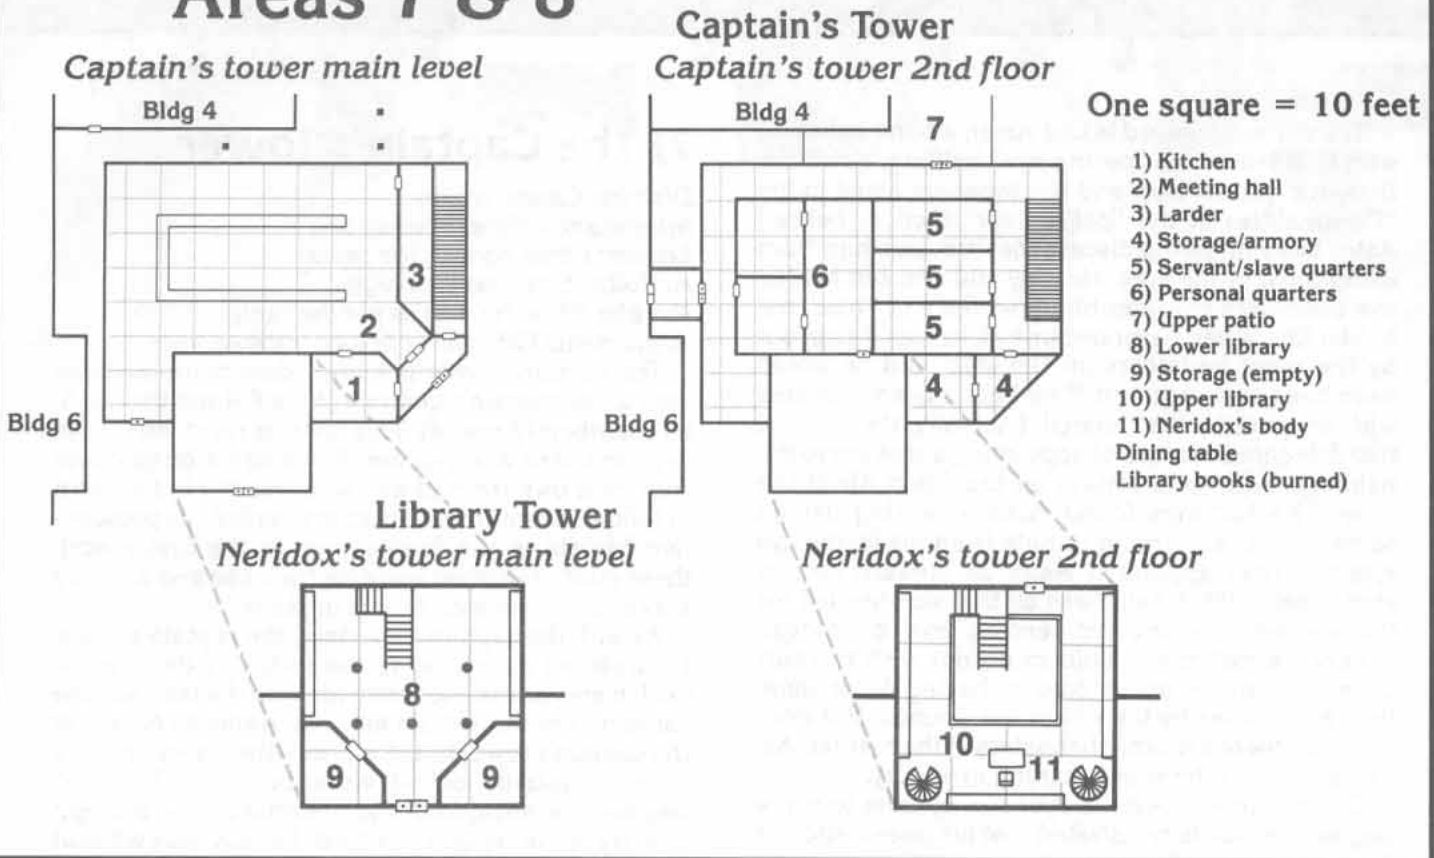 Areas 7 & 8
Captain's Tower
Captain's tower main level
Captain's tower 2nd floor
One square = 10 feet
Bldg 4
3
2
1
Bldg 6
Bldg 4
7
5
6
5
5
4
4
Bldg 6
1) Kitchen
2) Meeting hall
3) Larder
4) Storage/armory
5) Servant/slave quarters
6) Personal quarters
7) Upper patio
8) Lower library
9) Storage (empty)
10) Upper library
11) Neridox's body
Dining table
Library books (burned)
Library Tower
Neridox's tower main level
Neridox's tower 2nd floor
8
9
9
10
11